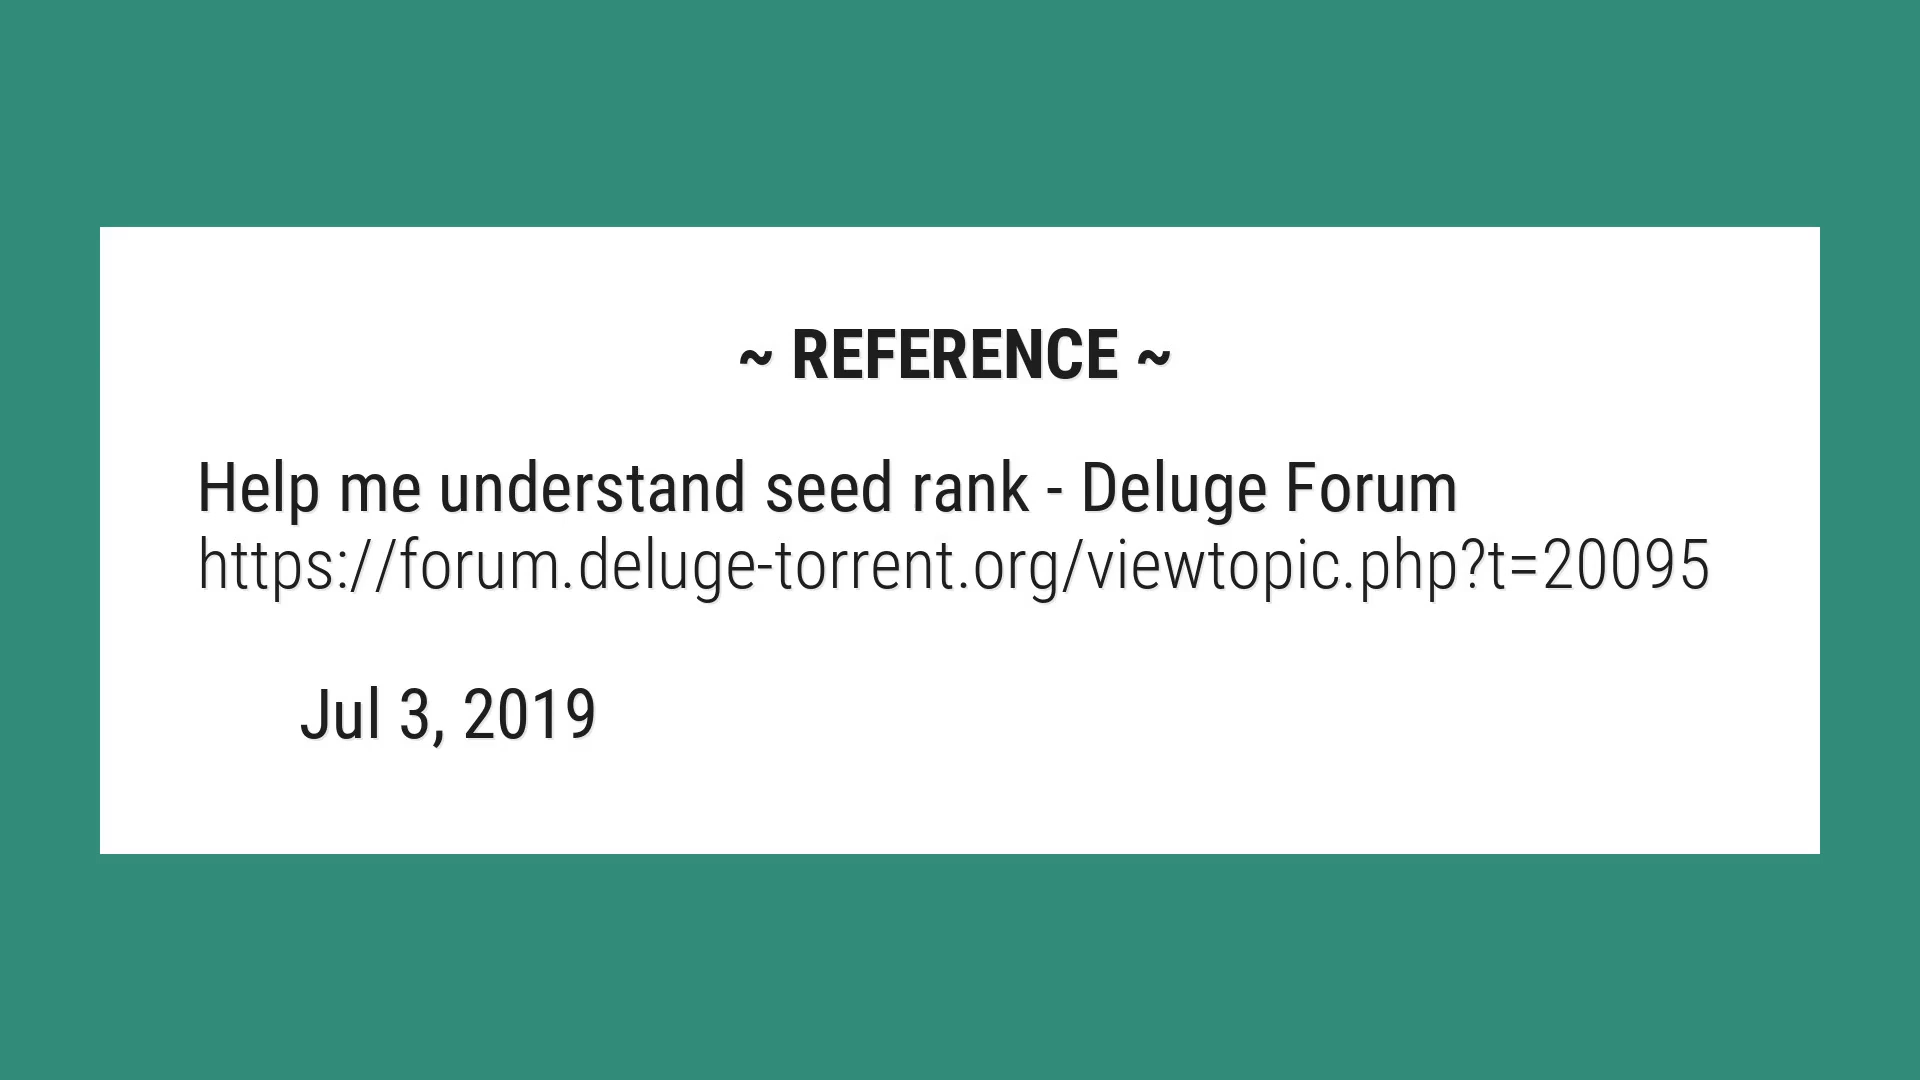 ~ REFERENCE ~
Help me understand seed rank - Deluge Forum
https://forum.deluge-torrent.org/viewtopic.php?t=20095
Jul 3, 2019